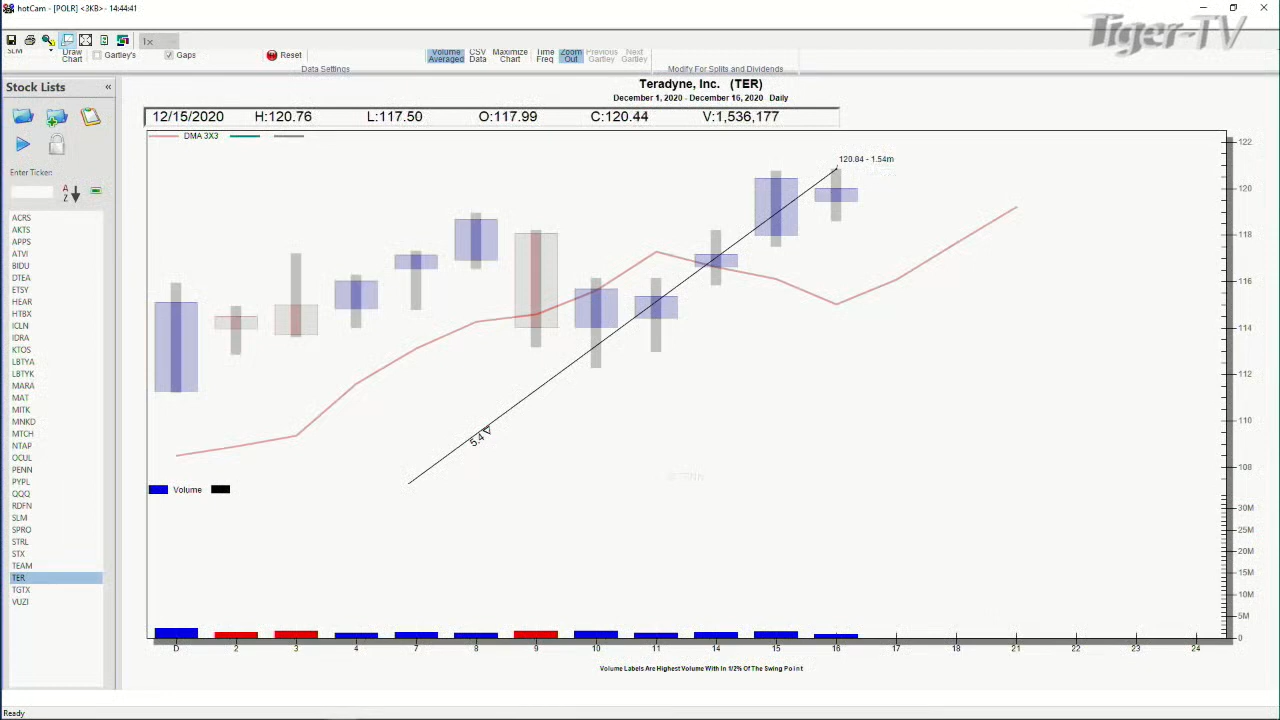 hotCam - [POLR] <3KB> - 14:44:41
Tiger-TV
1x
SLM Draw Chart Gartley's Gaps Reset Volume Averaged CSV Data Maximize Chart Time Freq Zoom Out Previous Gartley Next Gartley
Data Settings Modify For Splits and Dividends
Stock Lists «
Teradyne, Inc. (TER)
December 1, 2020 - December 16, 2020 Daily
12/15/2020 H:120.76 L:117.50 O:117.99 C:120.44 V:1,536,177
DMA 3X3
Enter Ticker:
A
Z
ACRS
AKTS
APPS
ATVI
BIDU
DTEA
ETSY
HEAR
HTBX
ICLN
IDRA
KTOS
LBTYA
LBTYK
MARA
MAT
MITK
MNKD
MTCH
NTAP
OCUL
PENN
PYPL
QQQ
RDFN
SLM
SPRO
STRL
STX
TEAM
TER
TGTX
VUZI
120.84 - 1.54m
5.4
122
120
118
116
114
112
110
108
Volume
30M
25M
20M
15M
10M
5M
0
D 2 3 4 7 8 9 10 11 14 15 16 17 18 21 22 23 24
Volume Labels Are Highest Volume With In 1/2% Of The Swing Point
Ready